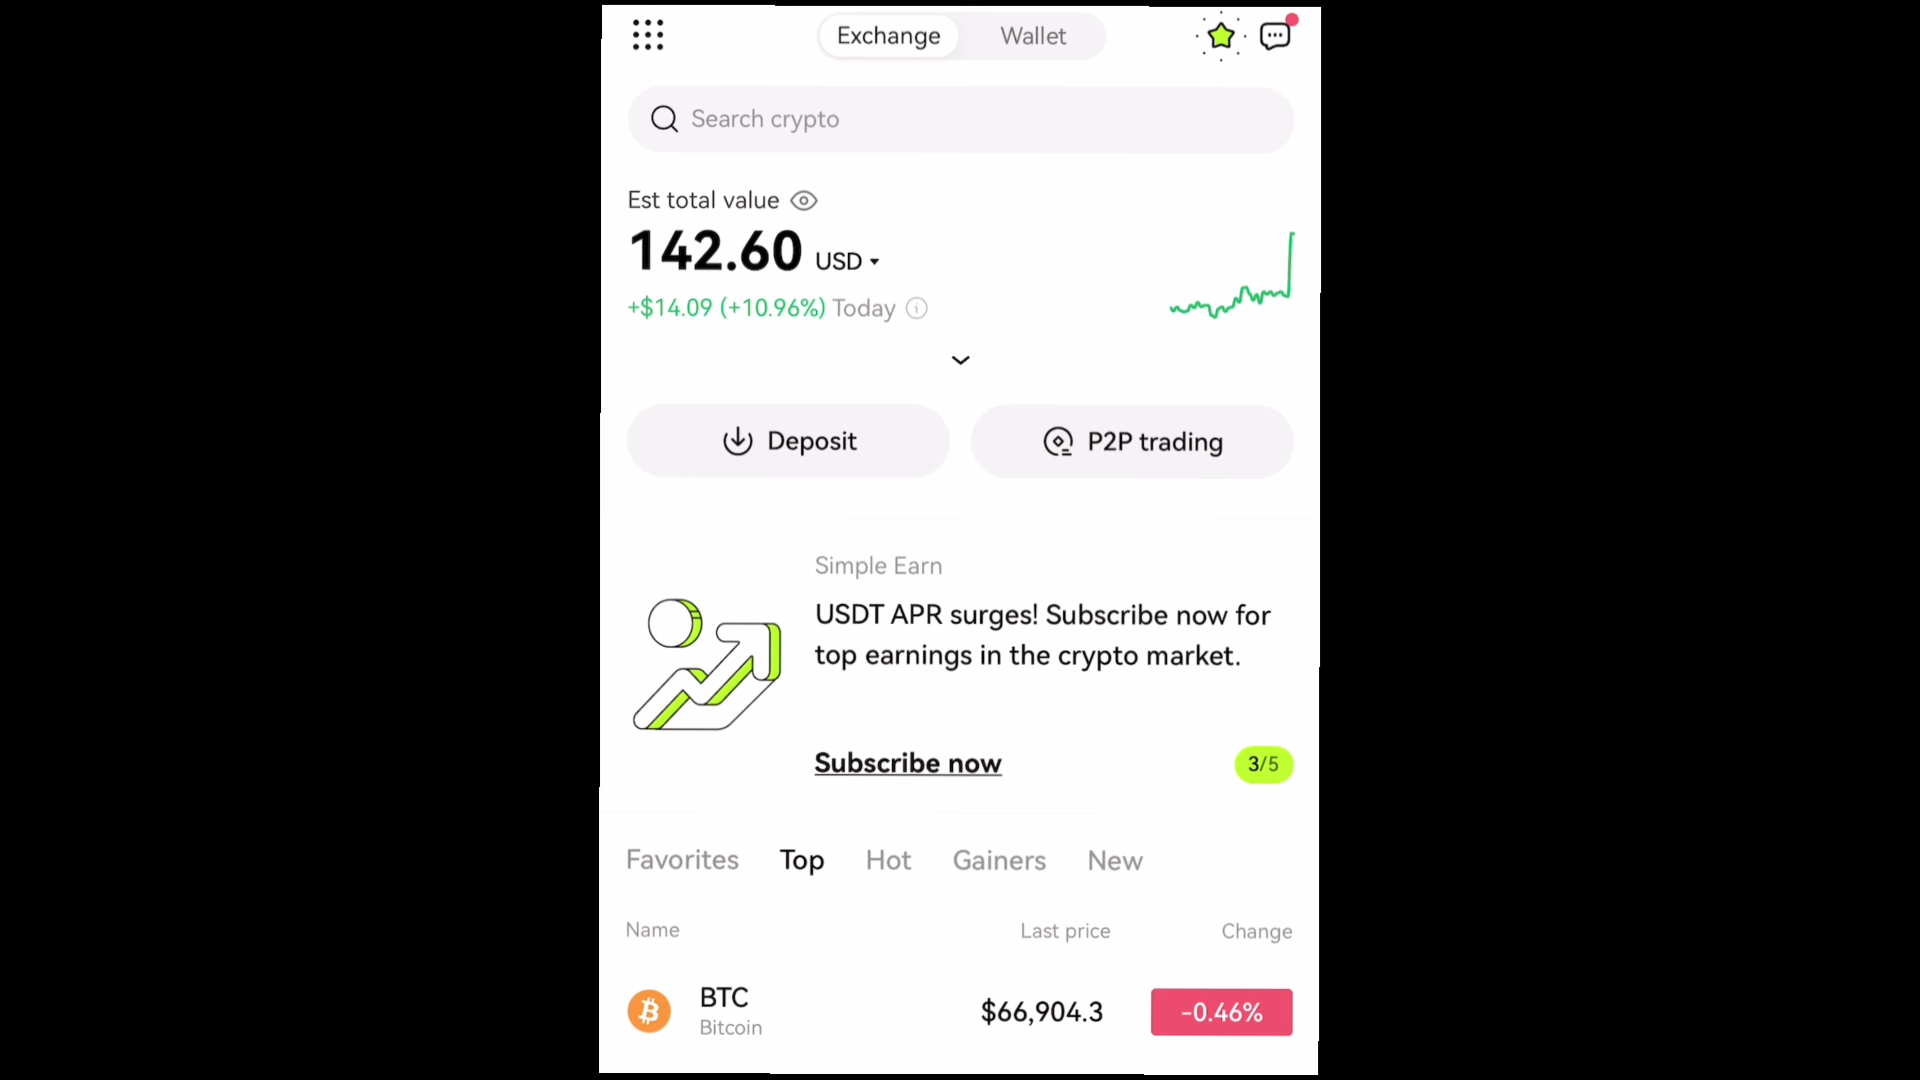 Exchange
Wallet
Search crypto
Est total value
142.60 USD
+$14.09 (+10.96%) Today
Deposit
P2P trading
Simple Earn
USDT APR surges! Subscribe now for
top earnings in the crypto market.
Subscribe now
3/5
Favorites Top Hot Gainers New
Name Last price Change
BTC
Bitcoin
$66,904.3
-0.46%